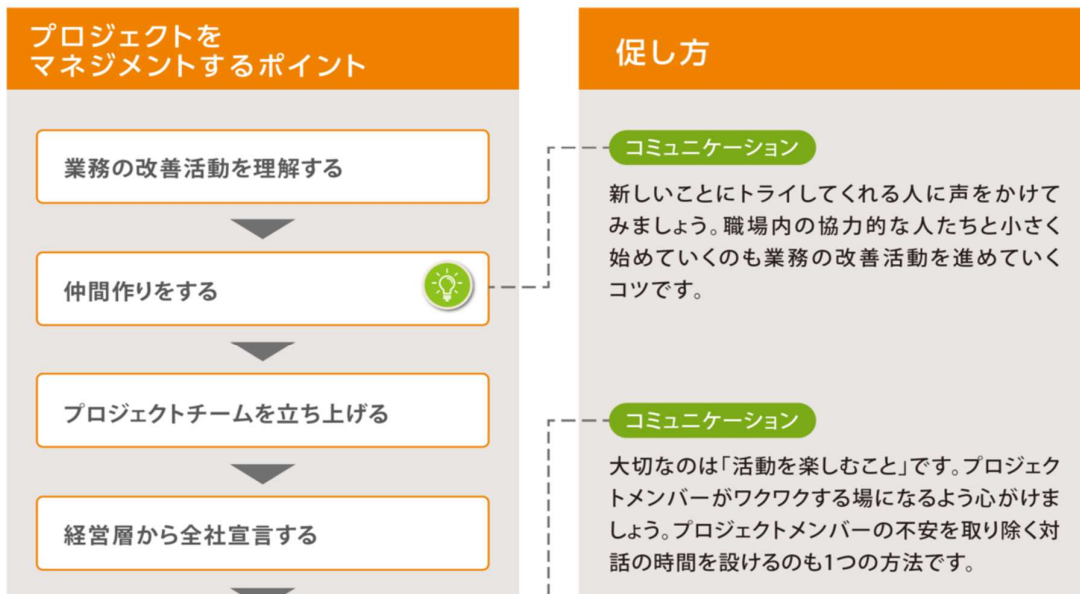 プロジェクトを
マネジメントするポイント
業務の改善活動を理解する
仲間作りをする
プロジェクトチームを立ち上げる
経営層から全社宣言する
促し方
コミュニケーション
新しいことにトライしてくれる人に声をかけて
みましょう。職場内の協力的な人たちと小さく
始めていくのも業務の改善活動を進めていく
コツです。
コミュニケーション
大切なのは「活動を楽しむこと」です。プロジェク
トメンバーがワクワクする場になるよう心がけま
しょう。プロジェクトメンバーの不安を取り除く対
話の時間を設けるのも1つの方法です。